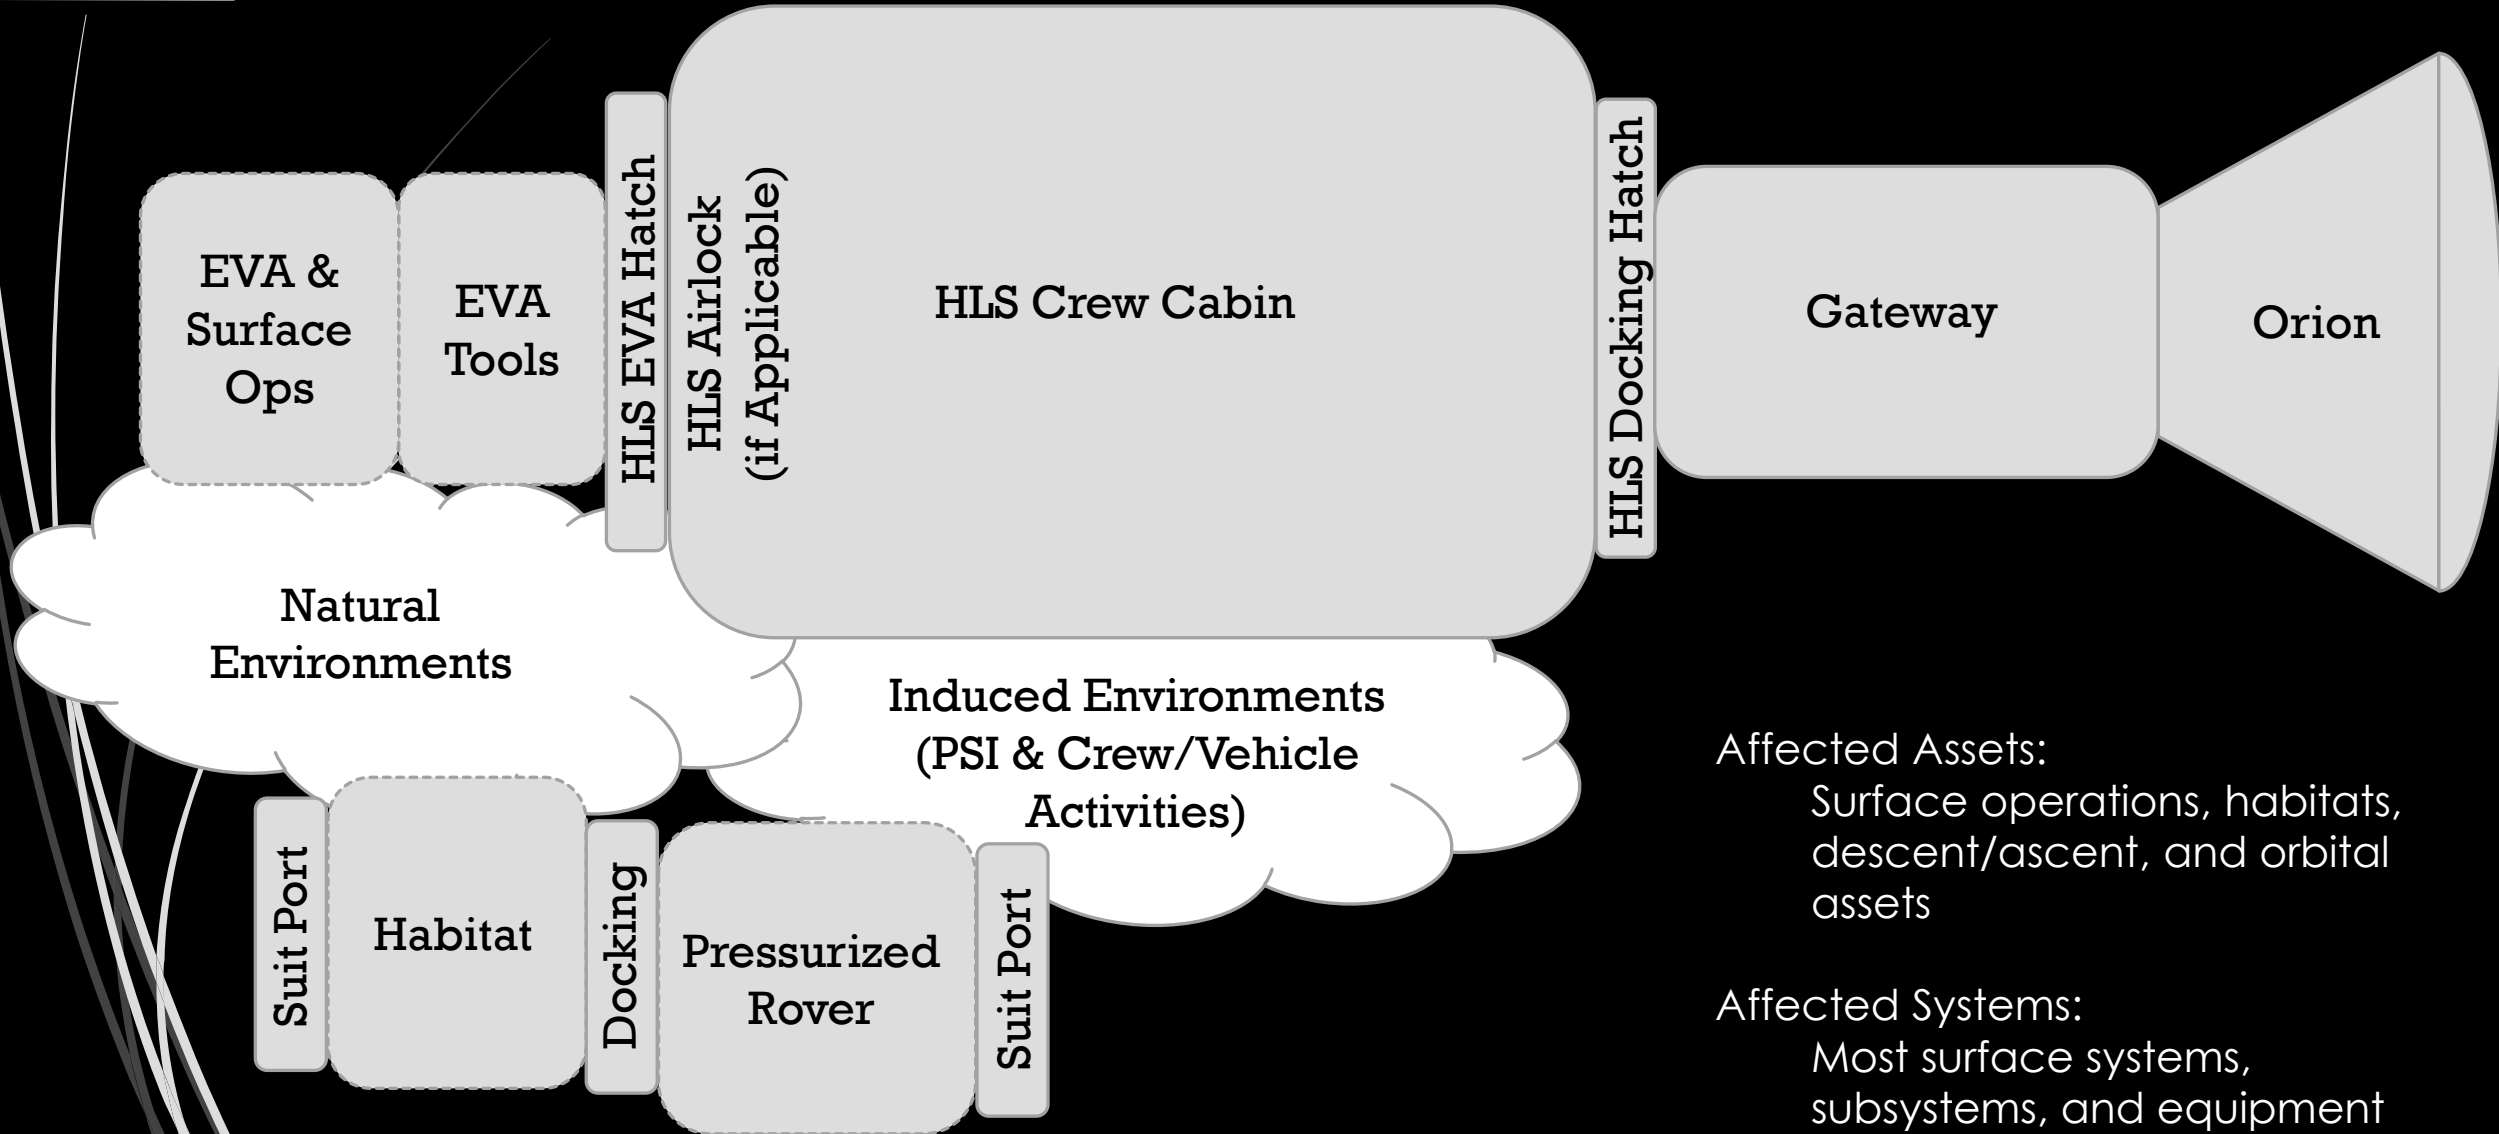 EVA &
Surface
Ops
EVA
Tools
HLS EVA Hatch
HLS Airlock
(if Applicable)
HLS Crew Cabin
HLS Docking Hatch
Gateway
Orion
Natural
Environments
Induced Environments
(PSI & Crew/Vehicle
Activities)
Suit Port
Habitat
Docking
Pressurized
Rover
Suit Port
Affected Assets:
Surface operations, habitats,
descent/ascent, and orbital
assets
Affected Systems:
Most surface systems,
subsystems, and equipment